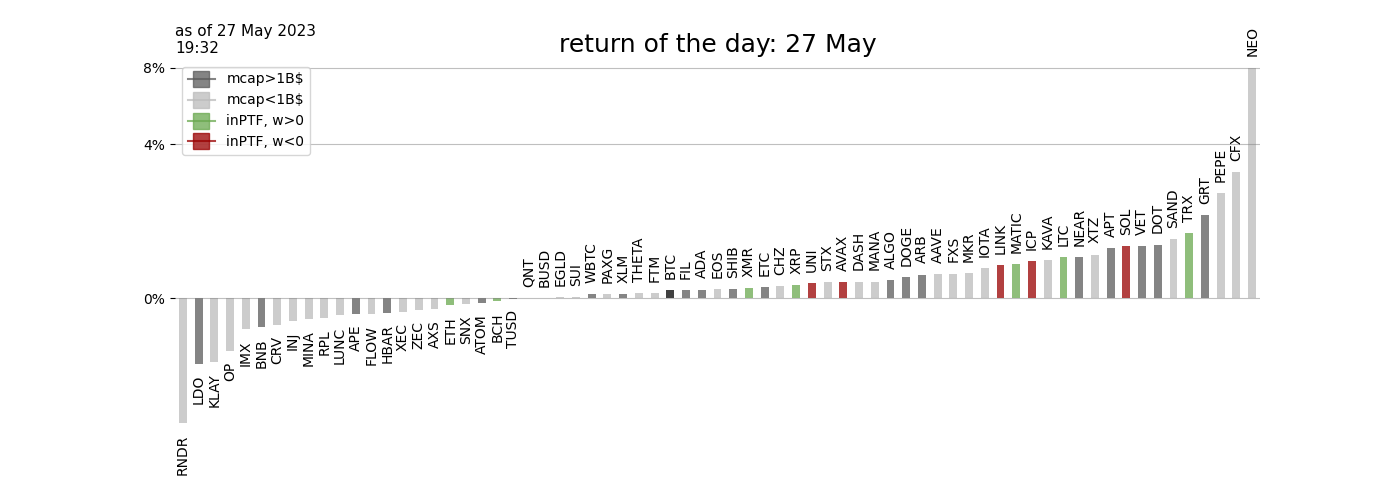 as of 27 May 2023
19:32
return of the day: 27 May
NEO
8%
mcap>1B$
mcap<1B$
inPTF, w>0
inPTF, w<0
4%
0%
RNDR
LDO
KLAY
OP
IMX
BNB
CRV
INJ
MINA
RPL
LUNC
APE
FLOW
HBAR
XEC
ZEC
AXS
ETH
SNX
ATOM
BCH
TUSD
QNT
BUSD
EGLD
SUI
WBTC
PAXG
XLM
THETA
FTM
BTC
FIL
ADA
EOS
SHIB
XMR
ETC
CHZ
XRP
UNI
STX
AVAX
DASH
MANA
ALGO
DOGE
ARB
AAVE
FXS
MKR
IOTA
LINK
MATIC
ICP
KAVA
LTC
NEAR
XTZ
APT
SOL
VET
DOT
SAND
TRX
GRT
PEPE
CFX